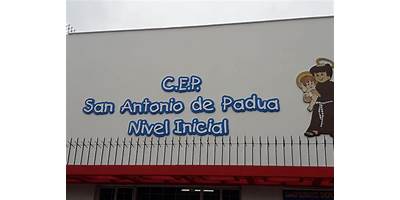 C.E.P.
San Antonio de Padua
Nivel Inicial